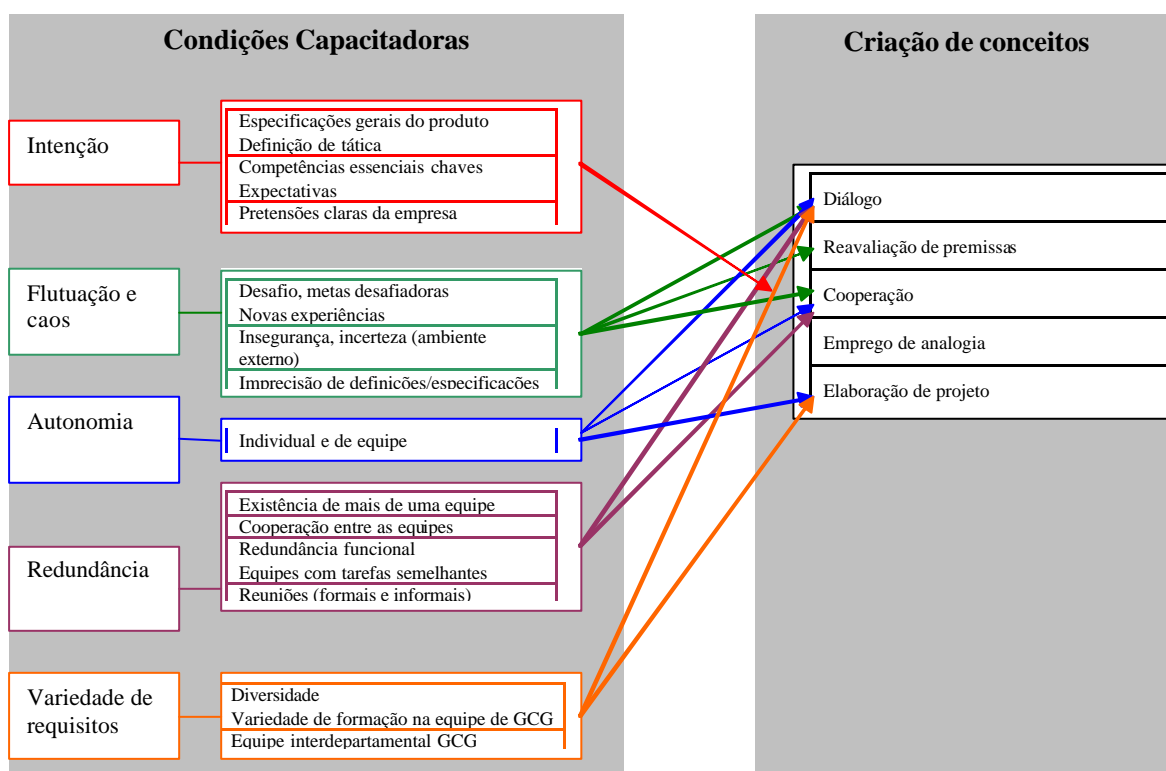 Condições Capacitadoras
Intenção
Especificações gerais do produto
Definição de tática
Competências essenciais chaves
Expectativas
Pretensões claras da empresa
Flutuação e
caos
Desafio, metas desafiadoras
Novas experiências
Insegurança, incerteza (ambiente
externo)
Imprecisão de definições/especificações
Autonomia
Individual e de equipe
Redundância
Existência de mais de uma equipe
Cooperação entre as equipes
Redundância funcional
Equipes com tarefas semelhantes
Reuniões (formais e informais)
Variedade de
requisitos
Diversidade
Variedade de formação na equipe de GCG
Equipe interdepartamental GCG
Criação de conceitos
Diálogo
Reavaliação de premissas
Cooperação
Emprego de analogia
Elaboração de projeto